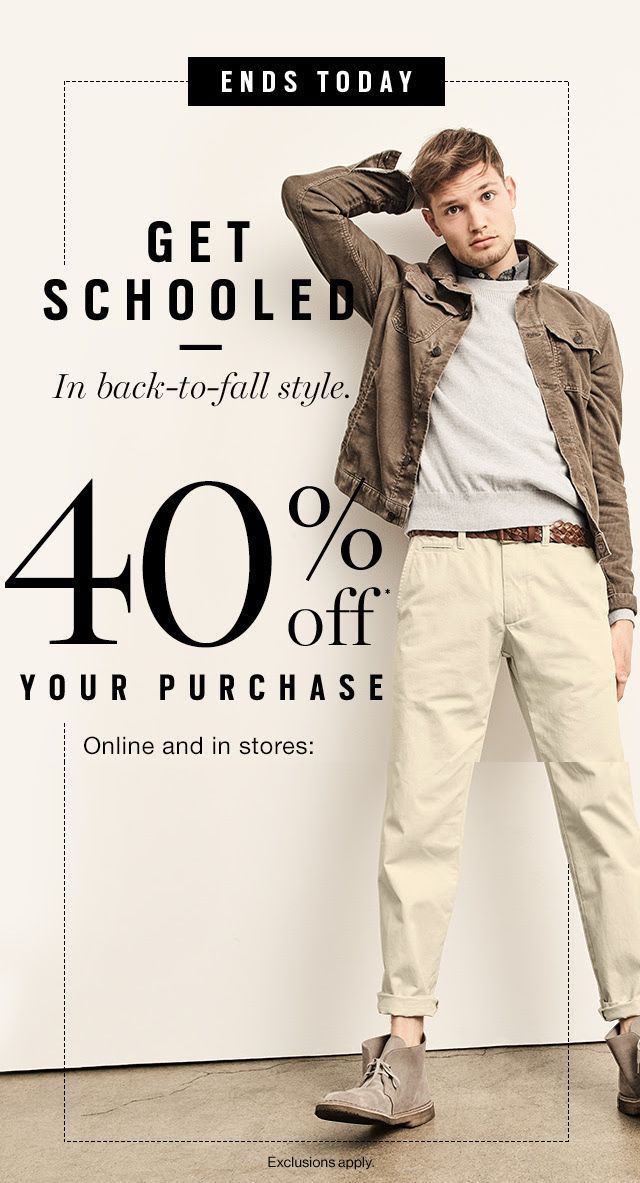 ENDS TODAY
GET
SCHOOLED
In back-to-fall style.
40% off*
YOUR PURCHASE
Online and in stores:
Exclusions apply.